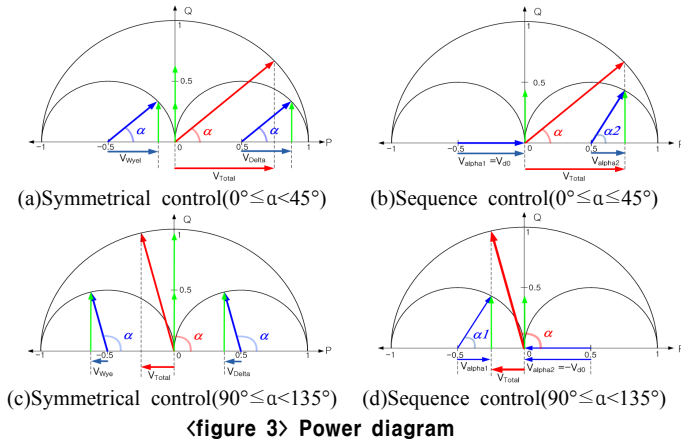 Q
1
0.5
α
α
α
−1
−0.5
0
0.5
1
P
VWyel
VDelta
VTotal
(a)Symmetrical control(0°≦α<45°)
Q
1
0.5
α
α2
−1
−0.5
0
0.5
1
P
Valpha1 =Vd0
Valpha2
VTotal
(b)Sequence control(0°≦α≦45°)
Q
1
0.5
α
α
α
−1
−0.5
0
0.5
1
P
VWye
VTotal
VDelta
(c)Symmetrical control(90°≦α<135°)
Q
1
0.5
α1
α
−1
−0.5
0
0.5
1
Valpha1
VTotal
Valpha2 =−Vd0
(d)Sequence control(90°≦α<135°)
<figure 3> Power diagram